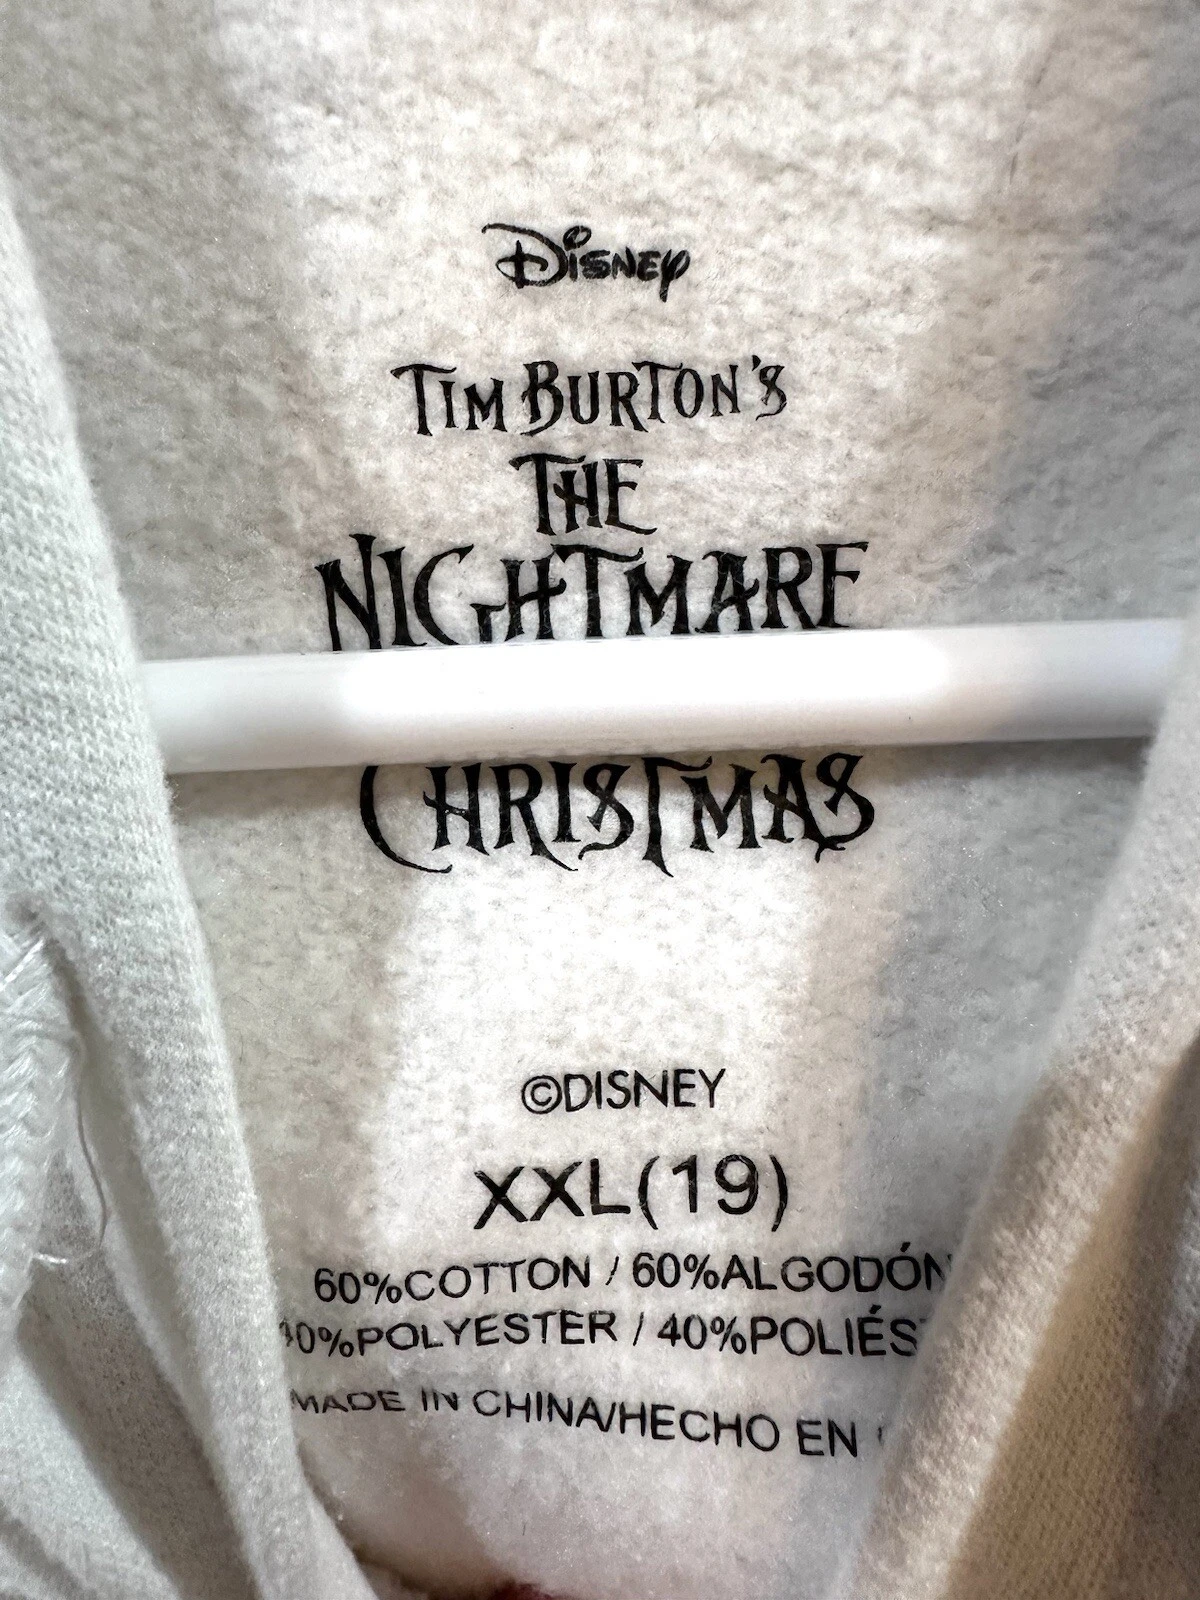 Disney
TIM BURTON'S
THE
NIGHTMARE
CHRISTMAS
©DISNEY
XXL(19)
60%COTTON / 60%ALGODÓN
40%POLYESTER / 40%POLIÉS
MADE IN CHINA/HECHO EN